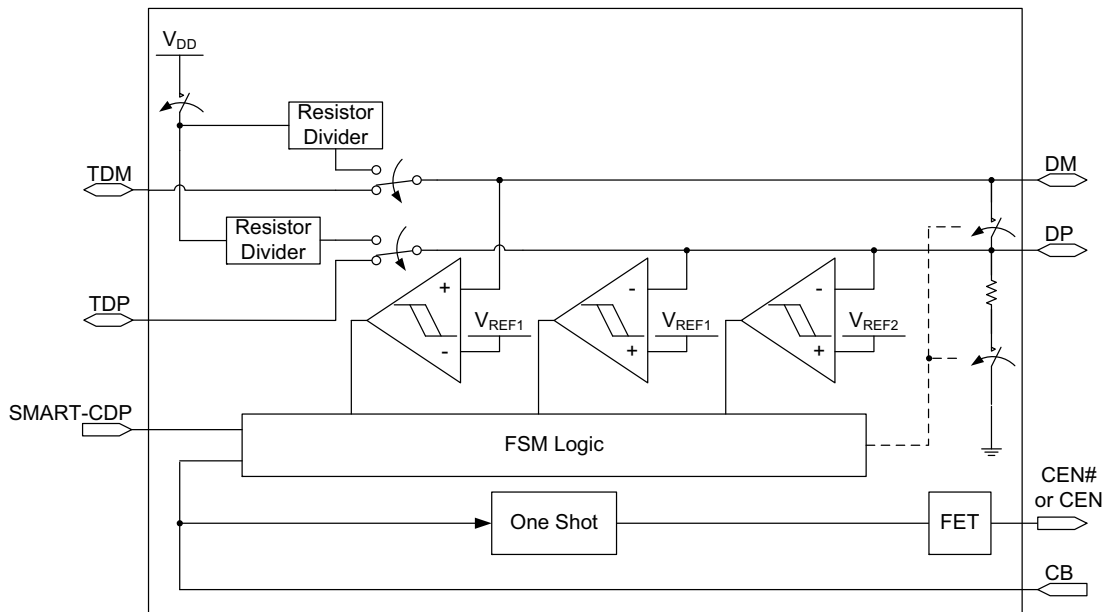 VDD
Resistor
Divider
TDM
DM
Resistor
Divider
DP
TDP
+
-
VREF1
-
+
VREF1
-
+
VREF2
SMART-CDP
FSM Logic
CEN#
or CEN
One Shot
FET
CB